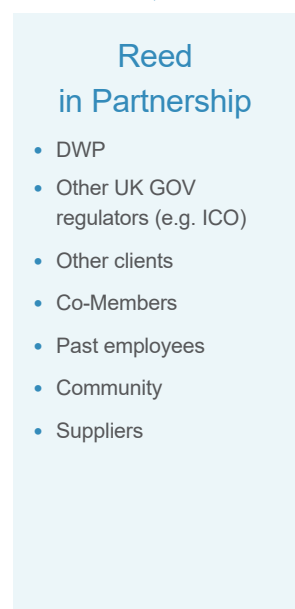 Reed
in Partnership
• DWP
• Other UK GOV
regulators (e.g. ICO)
• Other clients
• Co-Members
• Past employees
• Community
• Suppliers